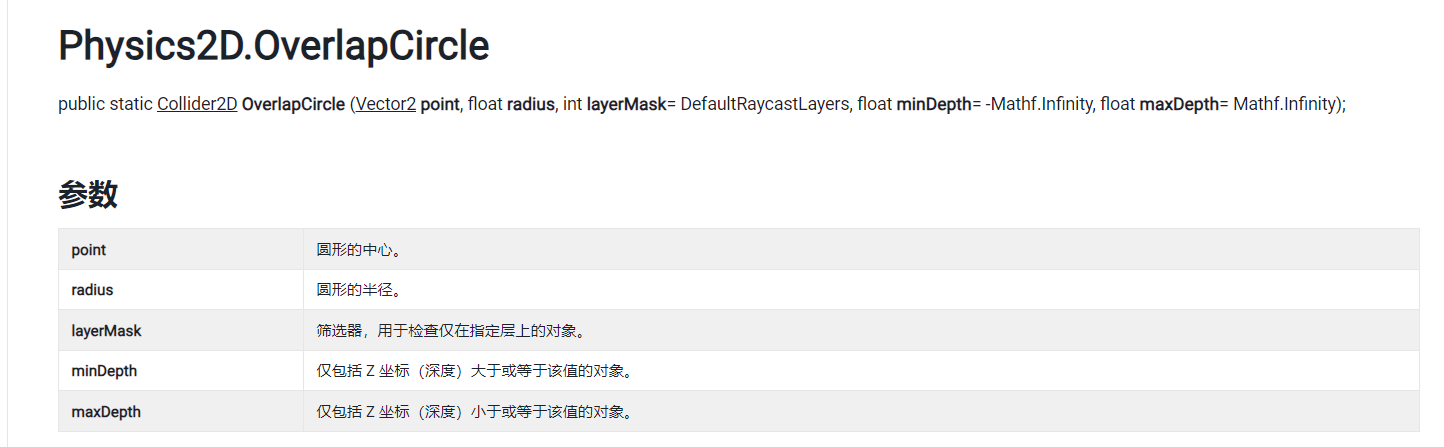 Physics2D.OverlapCircle
public static Collider2D OverlapCircle (Vector2 point, float radius, int layerMask= DefaultRaycastLayers, float minDepth= -Mathf.Infinity, float maxDepth= Mathf.Infinity);
参数
point 圆形的中心。
radius 圆形的半径。
layerMask 筛选器，用于检查仅在指定层上的对象。
minDepth 仅包括 Z 坐标（深度）大于或等于该值的对象。
maxDepth 仅包括 Z 坐标（深度）小于或等于该值的对象。